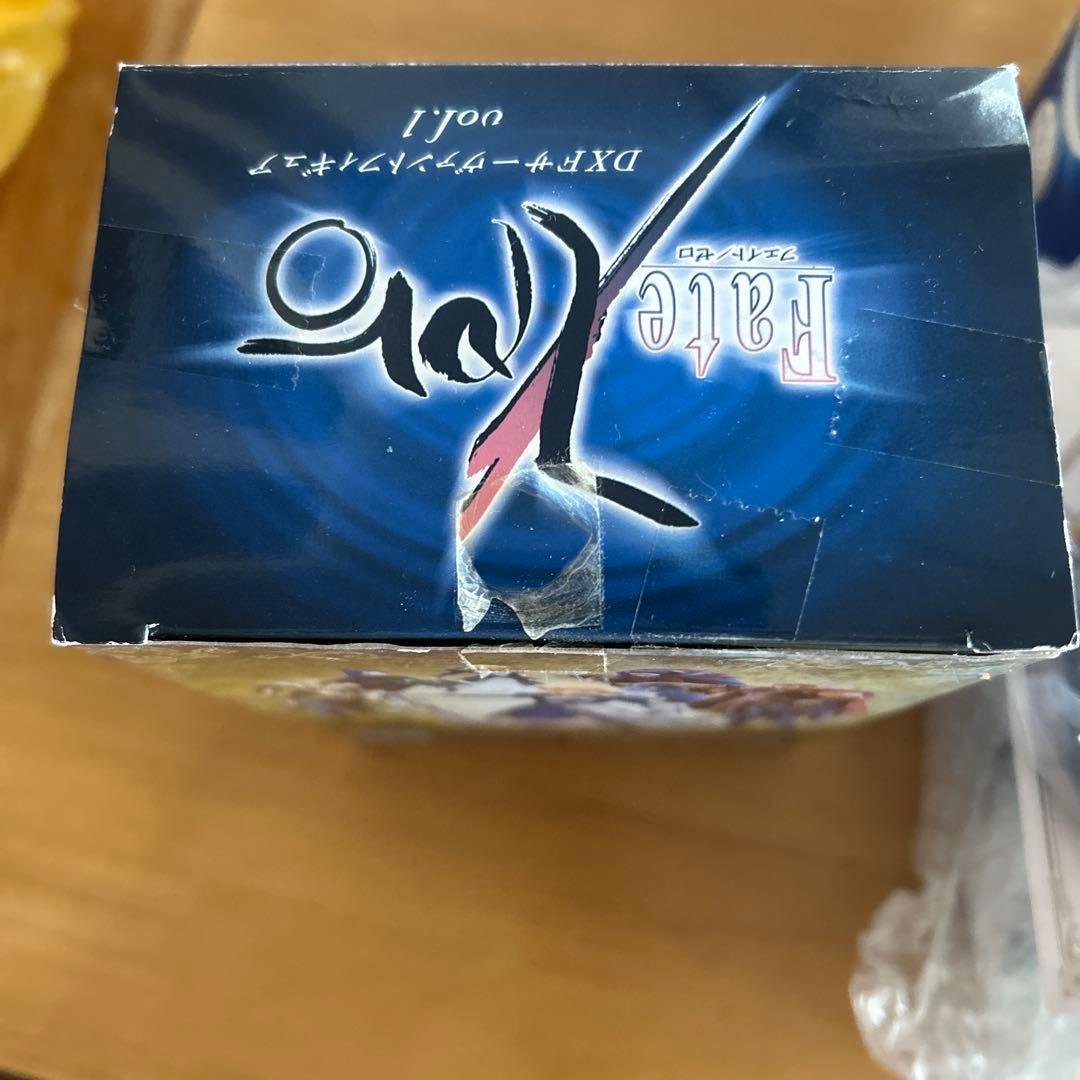 Fate
フェイト/ゼロ
Zero
DXFサーヴァントフィギュア
vol.1